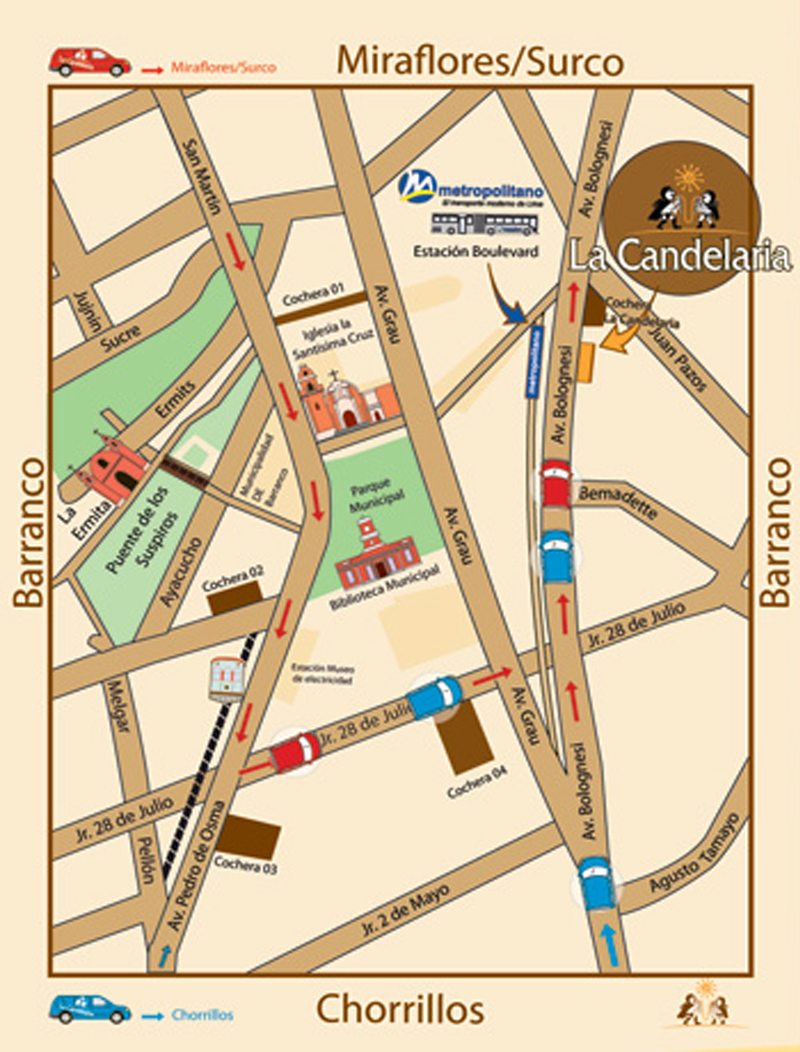 Miraflores/Surco
Miraflores/Surco
San Martin
Av. Bolognesi
metropolitano
El transporte moderno de Lima
Estación Boulevard
La Candelaria
Jujnin
Sucre
Cochera 01
Av. Grau
Iglesia la
Santisima Cruz
Cochera
La Candelaria
Juan Pazos
metropolitano
Av. Bolognesi
Ermits
Municipalidad
DE
Barranco
La
Ermita
Puente de los
Suspiros
Ayacucho
Parque
Municipal
Biblioteca Municipal
Av. Grau
Bernadette
Barranco
Barranco
Cochera 02
Estación Museo
de electricidad
Jr. 28 de Julio
Melgar
Jr. 28 de Julio
Av. Grau
Cochera 04
Av. Bolognesi
Jr. 28 de Julio
Pellón
Av. Pedro de Osma
Cochera 03
Jr. 2 de Mayo
Agusto Tamayo
Chorrillos
Chorrillos